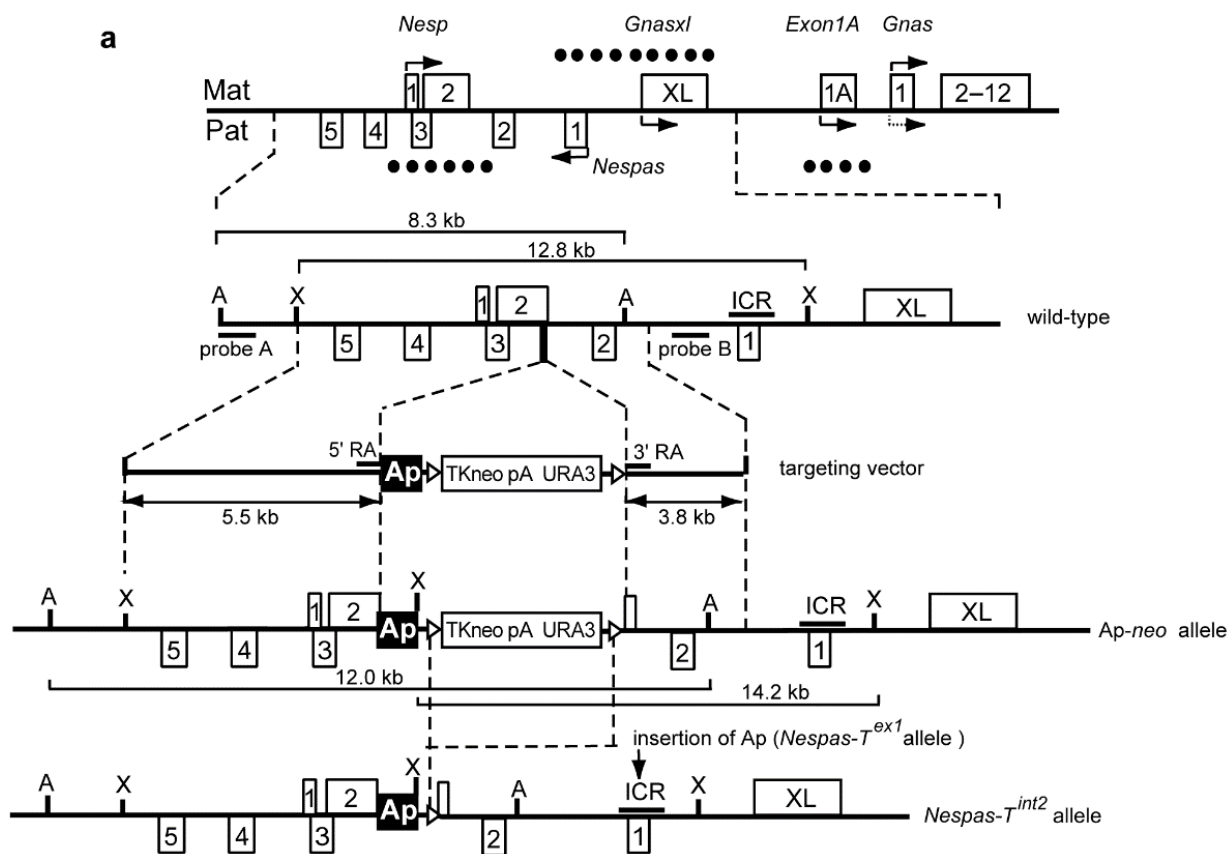 a
Nesp Gnasxl Exon1A Gnas
Mat 1 2 XL 1A 1 2–12
Pat 5 4 3 2 1
Nespas
8.3 kb
12.8 kb
A X 1 2 A ICR X XL wild-type
probe A 5 4 3 2 probe B 1
5' RA Ap TKneo pA URA3 3' RA targeting vector
5.5 kb 3.8 kb
A X 1 2 Ap X TKneo pA URA3 A ICR X XL Ap-neo allele
5 4 3 2 1
12.0 kb
14.2 kb
insertion of Ap (Nespas-T^ex1 allele )
A X 1 2 Ap X A ICR X XL Nespas-T^int2 allele
5 4 3 2 1